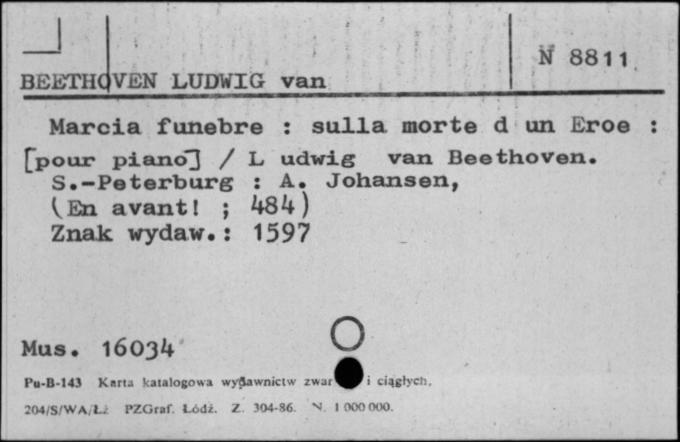 N 8811
BEETHOVEN LUDWIG van
Marcia funebre : sulla morte d un Eroe :
[pour piano] / L udwig van Beethoven.
S.-Peterburg : A. Johansen,
(En avant! ; 484)
Znak wydaw.: 1597
Mus. 16034
Pu-B-143 Karta katalogowa wydawnictw zwar i ciągłych.
204/S/WA/Łż PZGraf. Łódź. Z. 304-86. N. 1 000 000.